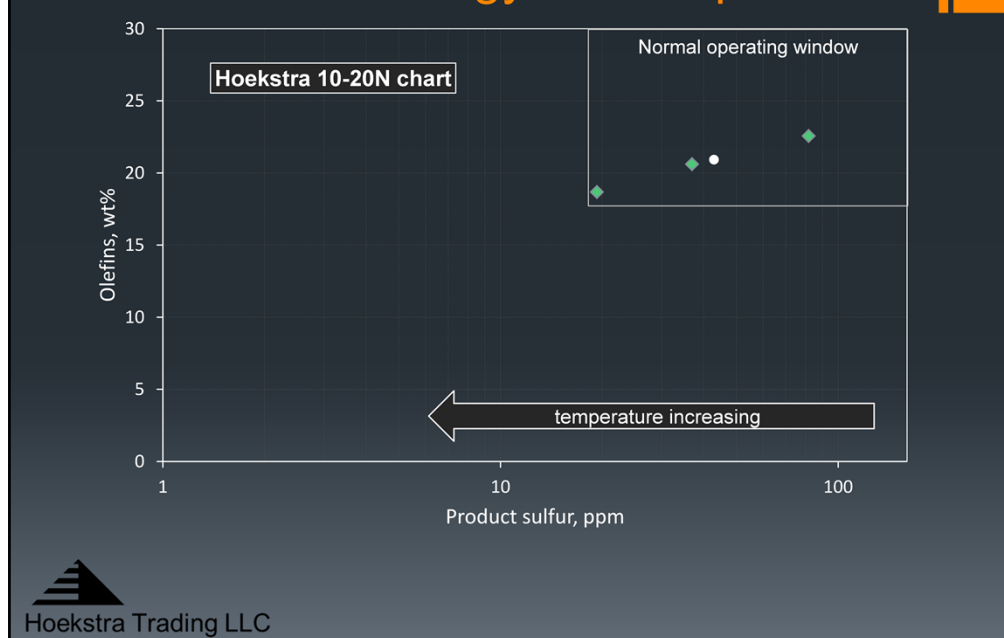 30
Normal operating window
Hoekstra 10-20N chart
25
20
Olefins, wt%
15
10
5
temperature increasing
0
1
10
100
Product sulfur, ppm
Hoekstra Trading LLC